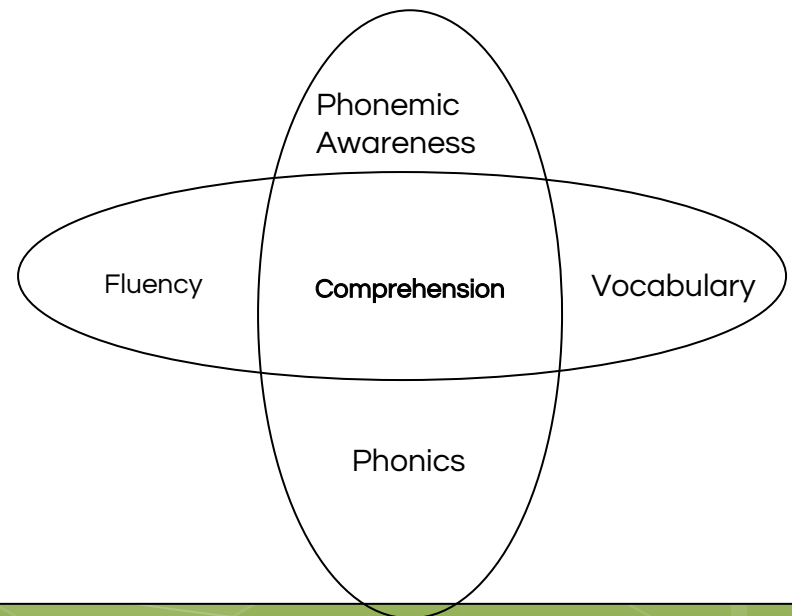 Phonemic
Awareness
Fluency
Comprehension
Vocabulary
Phonics